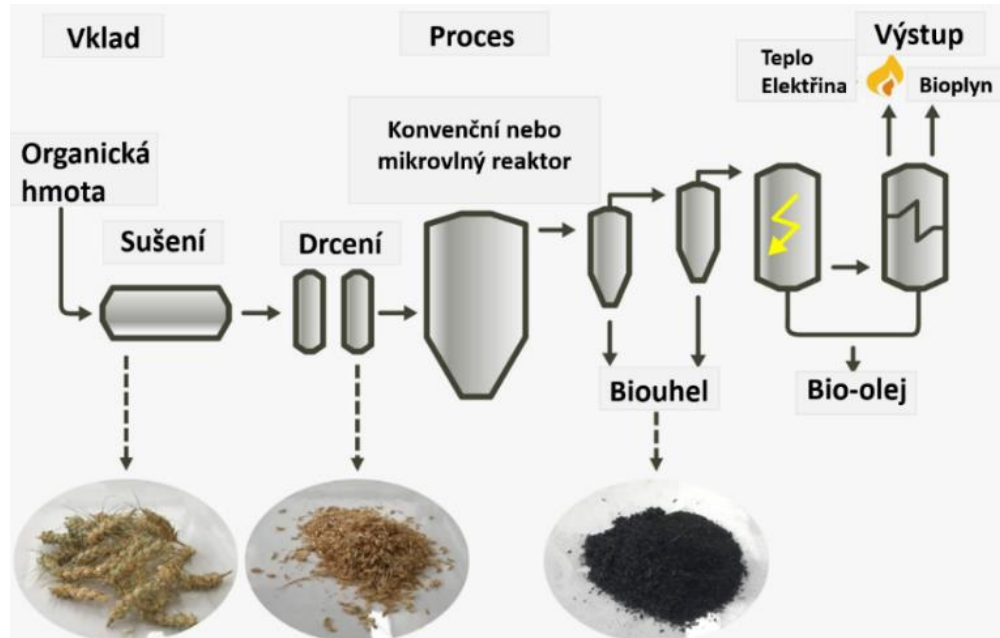 Vklad
Proces
Výstup
Teplo
Elektřina
Bioplyn
Konvenční nebo
mikrovlný reaktor
Organická
hmota
Sušení
Drcení
Biouhel
Bio-olej